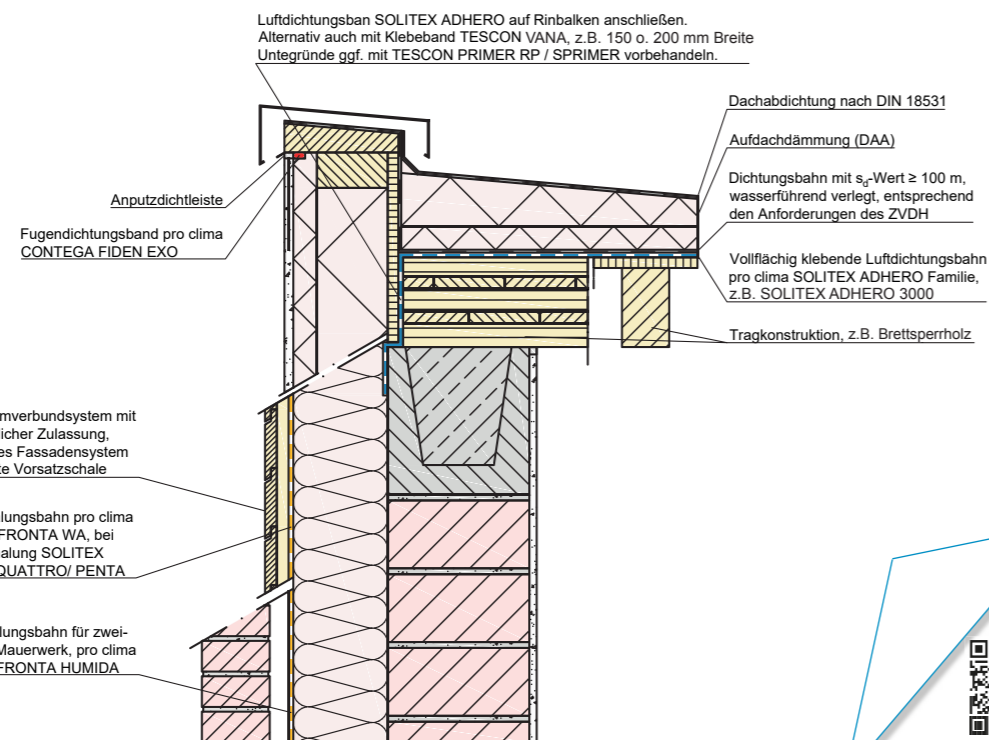 Luftdichtungsban SOLITEX ADHERO auf Rinbalken anschließen.
Alternativ auch mit Klebeband TESCON VANA, z.B. 150 o. 200 mm Breite
Untegründe ggf. mit TESCON PRIMER RP / SPRIMER vorbehandeln.
Dachabdichtung nach DIN 18531
Aufdachdämmung (DAA)
Dichtungsbahn mit sd-Wert ≥ 100 m,
wasserführend verlegt, entsprechend
den Anforderungen des ZVDH
Vollflächig klebende Luftdichtungsbahn
pro clima SOLITEX ADHERO Familie,
z.B. SOLITEX ADHERO 3000
Tragkonstruktion, z.B. Brettsperrholz
Anputzdichtleiste
Fugendichtungsband pro clima
CONTEGA FIDEN EXO
mverbundsystem mit
licher Zulassung,
es Fassadensystem
te Vorsatzschale
lungsbahn pro clima
FRONTA WA, bei
alung SOLITEX
QUATTRO/ PENTA
lungsbahn für zwei-
Mauerwerk, pro clima
FRONTA HUMIDA